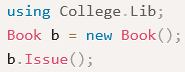 using College.Lib;
Book b = new Book();
b.Issue();